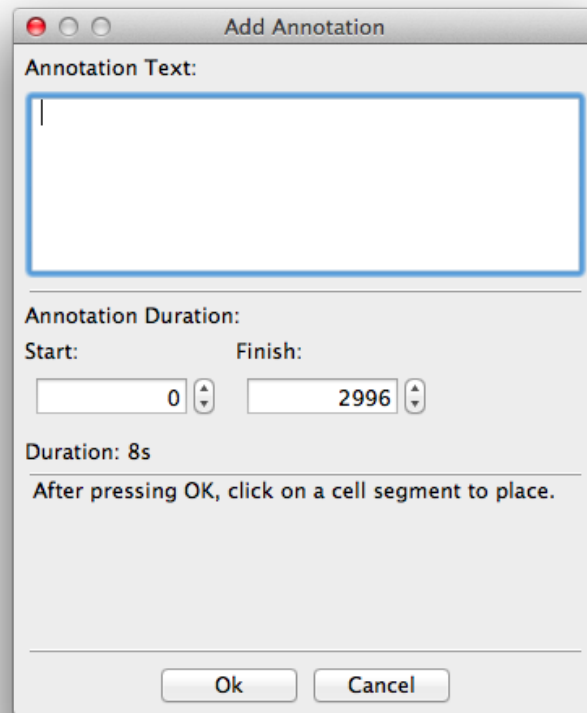 Add Annotation
Annotation Text:
Annotation Duration:
Start: Finish:
0 2996
Duration: 8s
After pressing OK, click on a cell segment to place.
Ok Cancel